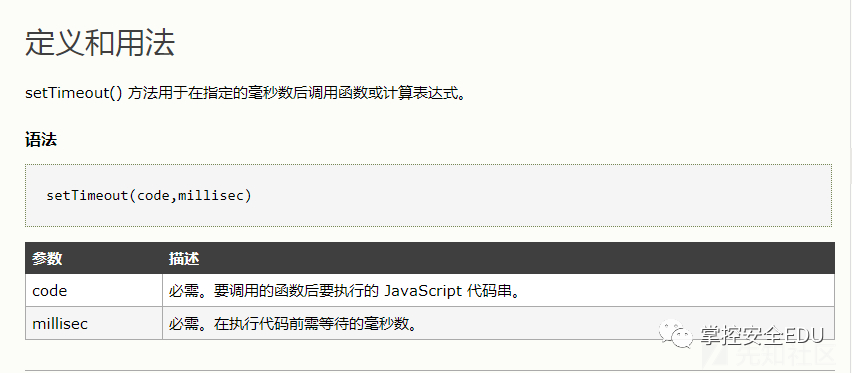 定义和用法
setTimeout() 方法用于在指定的毫秒数后调用函数或计算表达式。
语法
setTimeout(code,millisec)
参数 描述
code 必需。要调用的函数后要执行的 JavaScript 代码串。
millisec 必需。在执行代码前需等待的毫秒数。
掌控安全EDU
先知社区